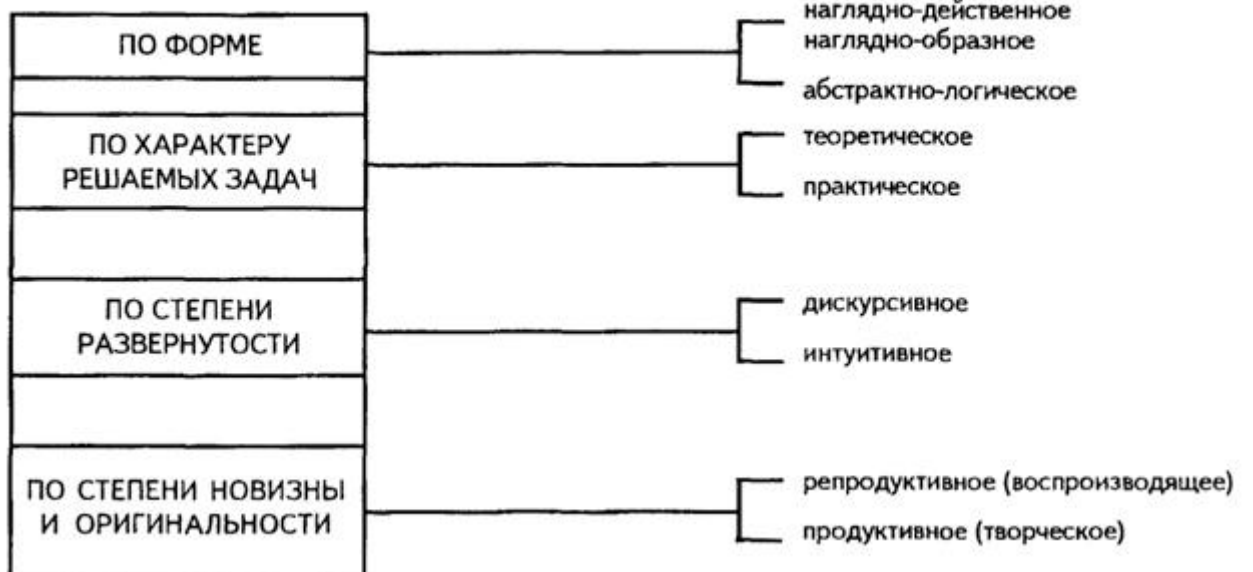 наглядно-действенное
ПО ФОРМЕ
наглядно-образное
абстрактно-логическое
ПО ХАРАКТЕРУ
РЕШАЕМЫХ ЗАДАЧ
теоретическое
практическое
ПО СТЕПЕНИ
РАЗВЕРНУТОСТИ
дискурсивное
интуитивное
ПО СТЕПЕНИ НОВИЗНЫ
И ОРИГИНАЛЬНОСТИ
репродуктивное (воспроизводящее)
продуктивное (творческое)